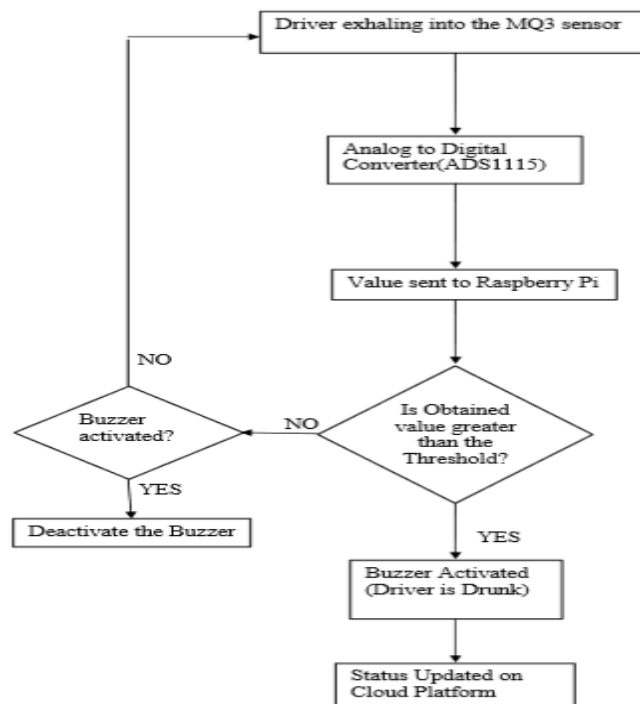 Driver exhaling into the MQ3 sensor
Analog to Digital
Converter(ADS1115)
Value sent to Raspberry Pi
Is Obtained
value greater
than the
Threshold?
NO
Buzzer
activated?
NO
YES
Deactivate the Buzzer
YES
Buzzer Activated
(Driver is Drunk)
Status Updated on
Cloud Platform